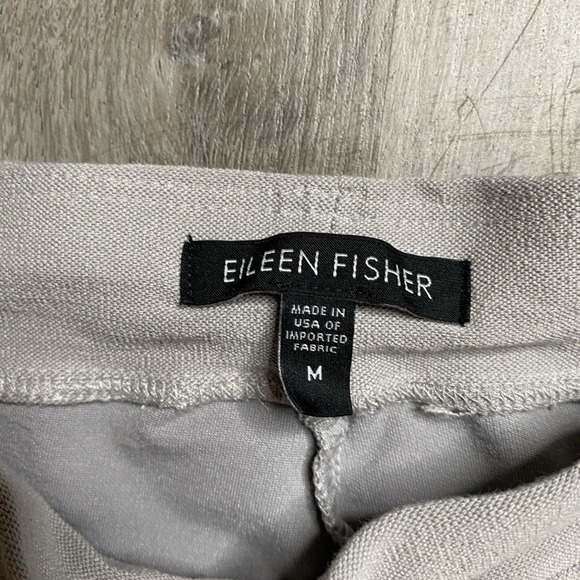 EILEEN FISHER
MADE IN
USA OF
IMPORTED
FABRIC
M